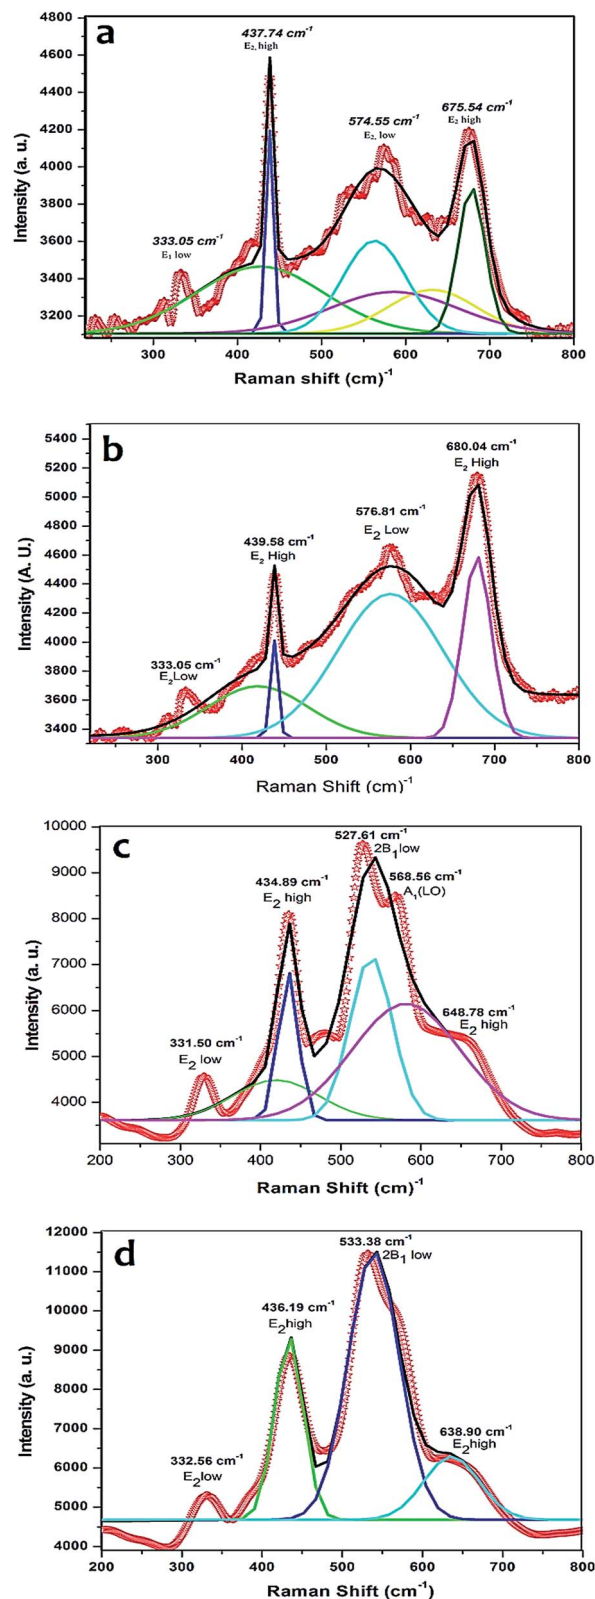 a
437.74 cm-1
E2, high
574.55 cm-1
E2, low
675.54 cm-1
E2 high
333.05 cm-1
E1 low
4800
4600
4400
4200
4000
3800
3600
3400
3200
Intensity (a. u.)
300 400 500 600 700 800
Raman shift (cm)-1
b
680.04 cm-1
E2 High
576.81 cm-1
E2 Low
439.58 cm-1
E2 High
333.05 cm-1
E2Low
5400
5200
5000
4800
4600
4400
4200
4000
3800
3600
3400
Intensity (A. U.)
300 400 500 600 700 800
Raman Shift (cm)-1
c
527.61 cm-1
2B1low
568.56 cm-1
A1(LO)
434.89 cm-1
E2 high
648.78 cm-1
E2 high
331.50 cm-1
E2 low
10000
9000
8000
7000
6000
5000
4000
Intensity (a. u.)
200 300 400 500 600 700 800
Raman Shift (cm)-1
d
533.38 cm-1
2B1 low
436.19 cm-1
E2high
638.90 cm-1
E2high
332.56 cm-1
E2low
12000
11000
10000
9000
8000
7000
6000
5000
4000
Intensity (a. u.)
200 300 400 500 600 700 800
Raman Shift (cm-1)